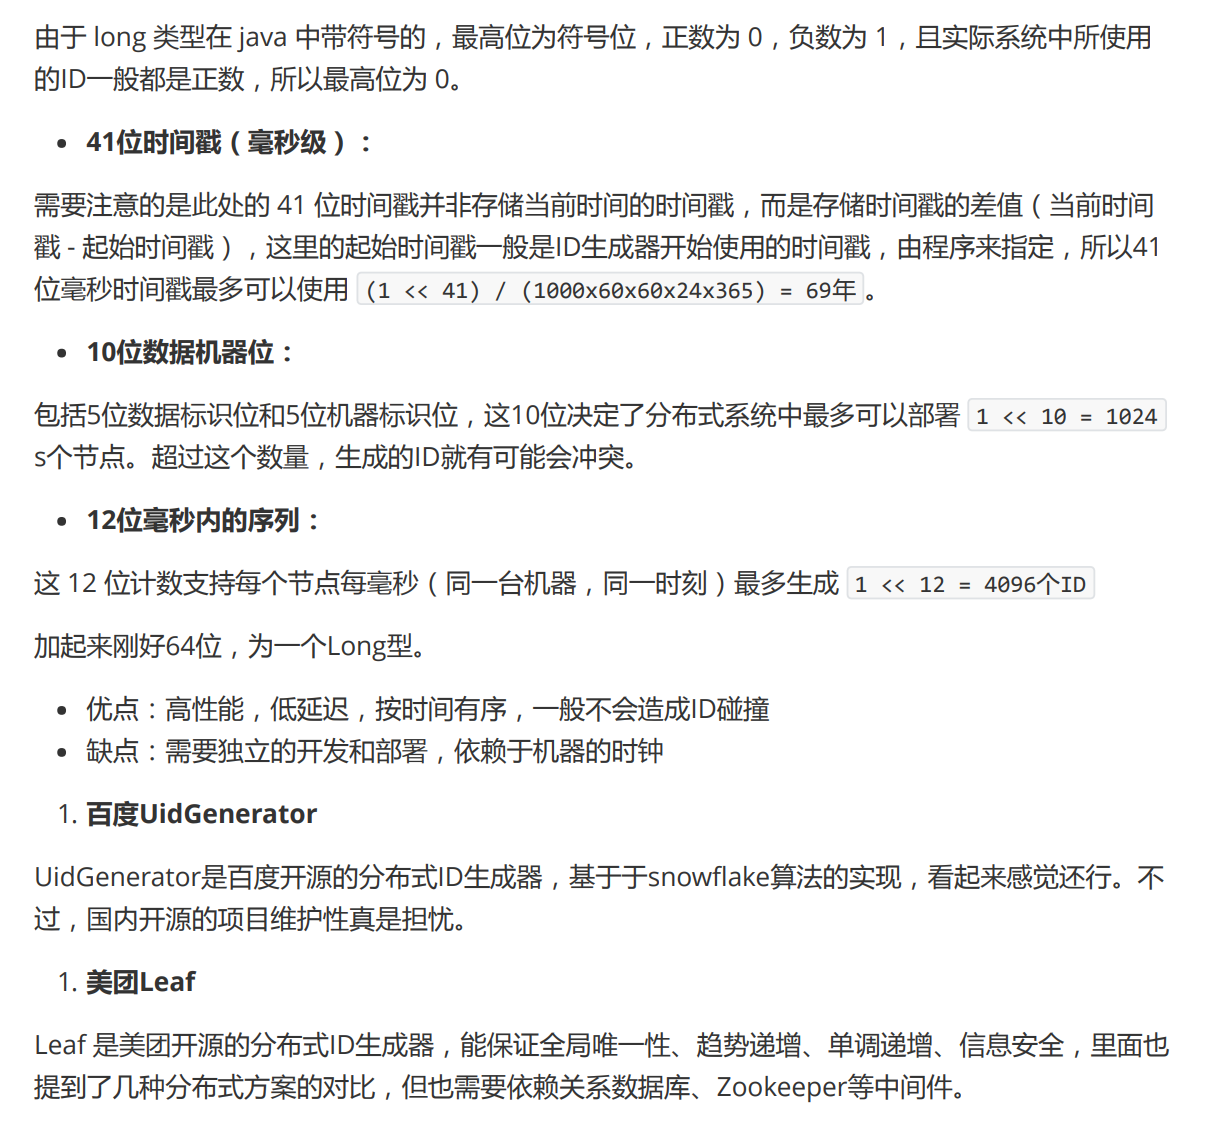 由于 long 类型在 java 中带符号的，最高位为符号位，正数为 0，负数为 1，且实际系统中所使用
的ID一般都是正数，所以最高位为 0。
• 41位时间戳（毫秒级）：
需要注意的是此处的 41 位时间戳并非存储当前时间的时间戳，而是存储时间戳的差值（当前时间
戳 - 起始时间戳），这里的起始时间戳一般是ID生成器开始使用的时间戳，由程序来指定，所以41
位毫秒时间戳最多可以使用 (1 << 41) / (1000x60x60x24x365) = 69年 。
• 10位数据机器位：
包括5位数据标识位和5位机器标识位，这10位决定了分布式系统中最多可以部署 1 << 10 = 1024
s个节点。超过这个数量，生成的ID就有可能会冲突。
• 12位毫秒内的序列：
这 12 位计数支持每个节点每毫秒（同一台机器，同一时刻）最多生成 1 << 12 = 4096个ID
加起来刚好64位，为一个Long型。
• 优点：高性能，低延迟，按时间有序，一般不会造成ID碰撞
• 缺点：需要独立的开发和部署，依赖于机器的时钟
1. 百度UidGenerator
UidGenerator是百度开源的分布式ID生成器，基于于snowflake算法的实现，看起来感觉还行。不
过，国内开源的项目维护性真是担忧。
1. 美团Leaf
Leaf 是美团开源的分布式ID生成器，能保证全局唯一性、趋势递增、单调递增、信息安全，里面也
提到了几种分布式方案的对比，但也需要依赖关系数据库、Zookeeper等中间件。